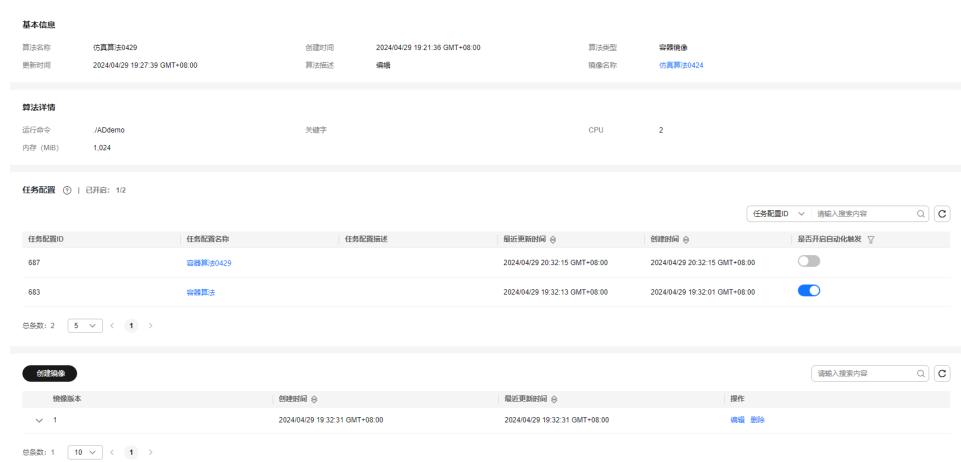 基本信息
算法名称 仿真算法0429 创建时间 2024/04/29 19:21:36 GMT+08:00 算法类型 容器镜像
更新时间 2024/04/29 19:27:39 GMT+08:00 算法描述 编辑 镜像名称 仿真算法0424
算法详情
运行命令 ./ADdemo 关键字 CPU 2
内存（MiB） 1,024
任务配置 ? | 已开启：1/2
任务配置ID 请输入搜索内容
任务配置ID 任务配置名称 任务配置描述 最近更新时间 创建时间 是否开启自动化触发
687 容器算法0429 2024/04/29 20:32:15 GMT+08:00 2024/04/29 20:32:15 GMT+08:00
683 容器算法 2024/04/29 19:32:13 GMT+08:00 2024/04/29 19:32:01 GMT+08:00
总条数：2 5 < 1 >
创建镜像 请输入搜索内容
镜像版本 创建时间 最近更新时间 操作
1 2024/04/29 19:32:31 GMT+08:00 2024/04/29 19:32:31 GMT+08:00 编辑 删除
总条数：1 10 < 1 >